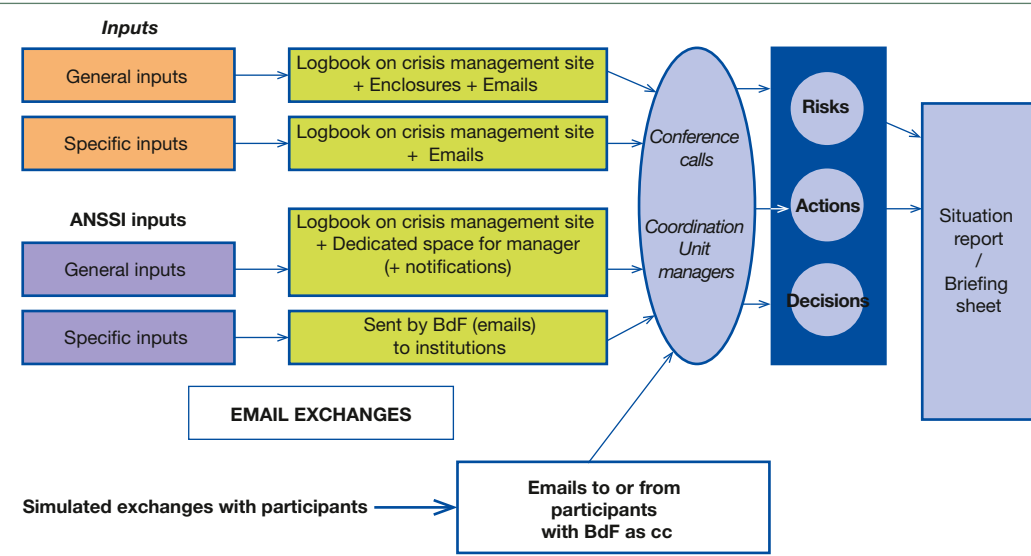 Inputs
General inputs
Logbook on crisis management site
+ Enclosures + Emails
Specific inputs
Logbook on crisis management site
+ Emails
ANSSI inputs
General inputs
Logbook on crisis management site
+ Dedicated space for manager
(+ notifications)
Specific inputs
Sent by BdF (emails)
to institutions
Conference
calls
Coordination
Unit
managers
Risks
Actions
Decisions
Situation
report
/
Briefing
sheet
EMAIL EXCHANGES
Simulated exchanges with participants
Emails to or from
participants
with BdF as cc